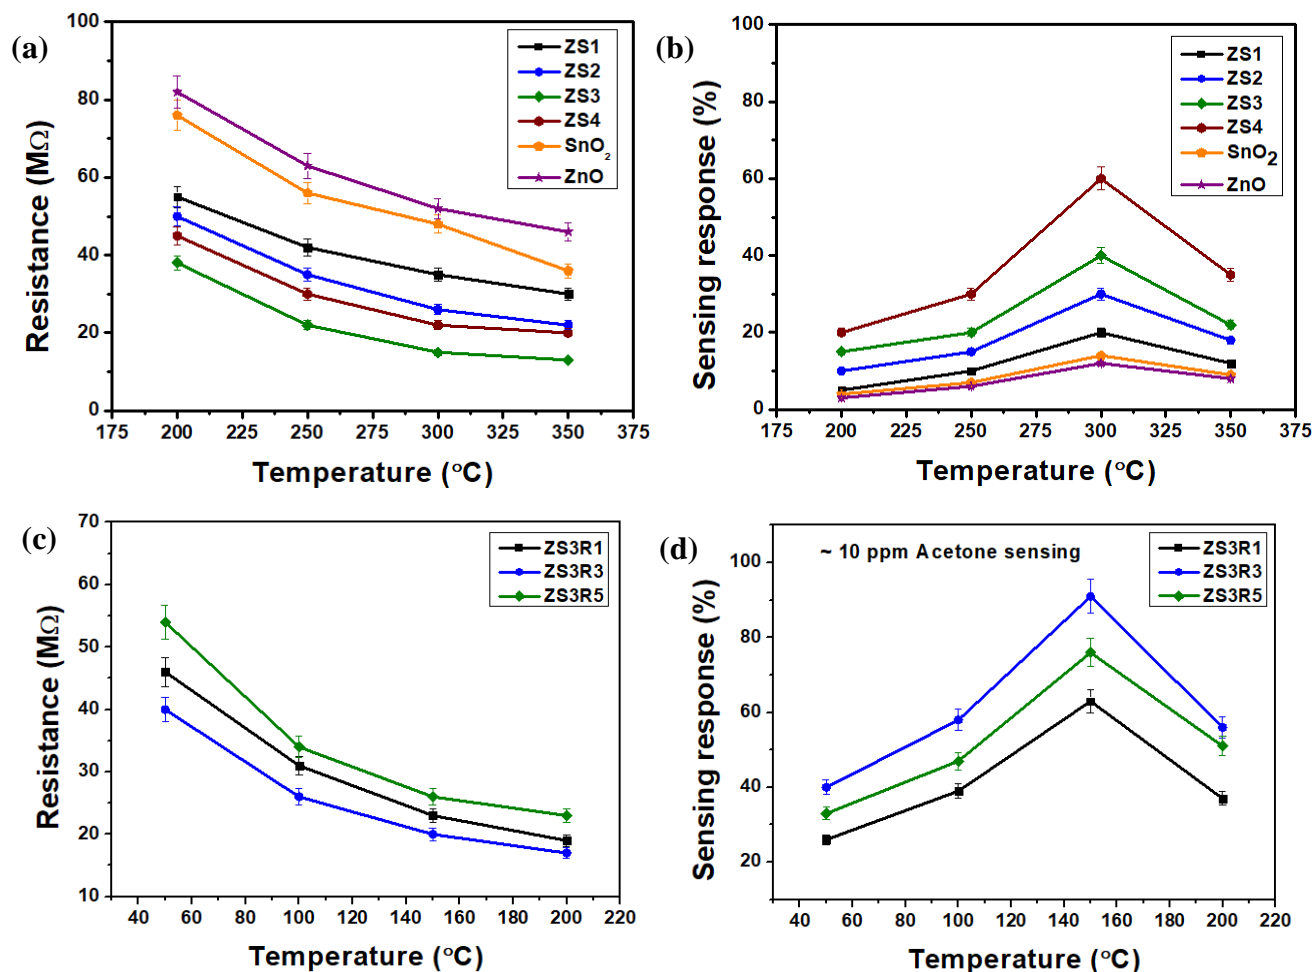 (a)
100
80
60
40
20
0
175 200 225 250 275 300 325 350 375
Resistance (MΩ)
Temperature (°C)
ZS1
ZS2
ZS3
ZS4
SnO₂
ZnO
(b)
100
80
60
40
20
0
175 200 225 250 275 300 325 350 375
Sensing response (%)
Temperature (°C)
ZS1
ZS2
ZS3
ZS4
SnO₂
ZnO
(c)
70
60
50
40
30
20
10
40 60 80 100 120 140 160 180 200 220
Resistance (MΩ)
Temperature (°C)
ZS3R1
ZS3R3
ZS3R5
(d)
~ 10 ppm Acetone sensing
100
80
60
40
20
40 60 80 100 120 140 160 180 200 220
Sensing response (%)
Temperature (°C)
ZS3R1
ZS3R3
ZS3R5